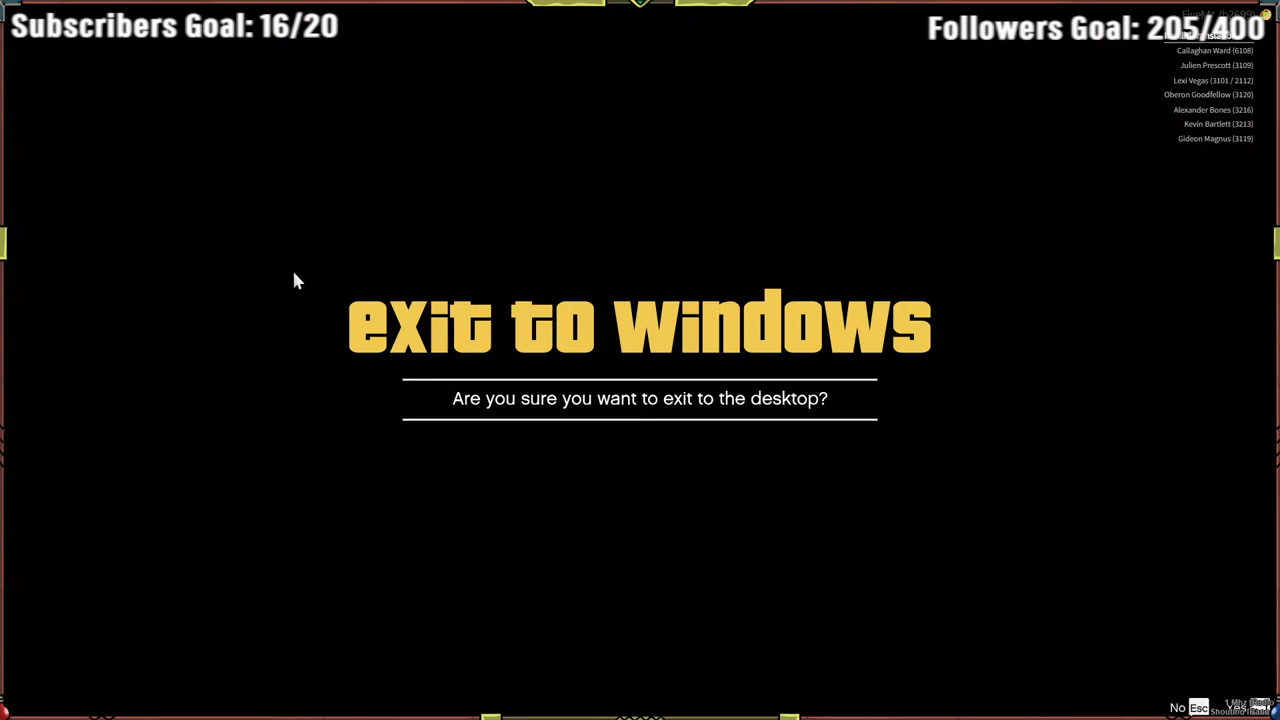 Subscribers Goal: 16/20
Followers Goal: 205/400
Callaghan Ward (6108)
Julien Prescott (3109)
Lexi Vegas (3101 / 2112)
Oberon Goodfellow (3120)
Alexander Bones (3216)
Kevin Bartlett (3213)
Gideon Magnus (3119)
exit to windows
Are you sure you want to exit to the desktop?
No Esc Yes